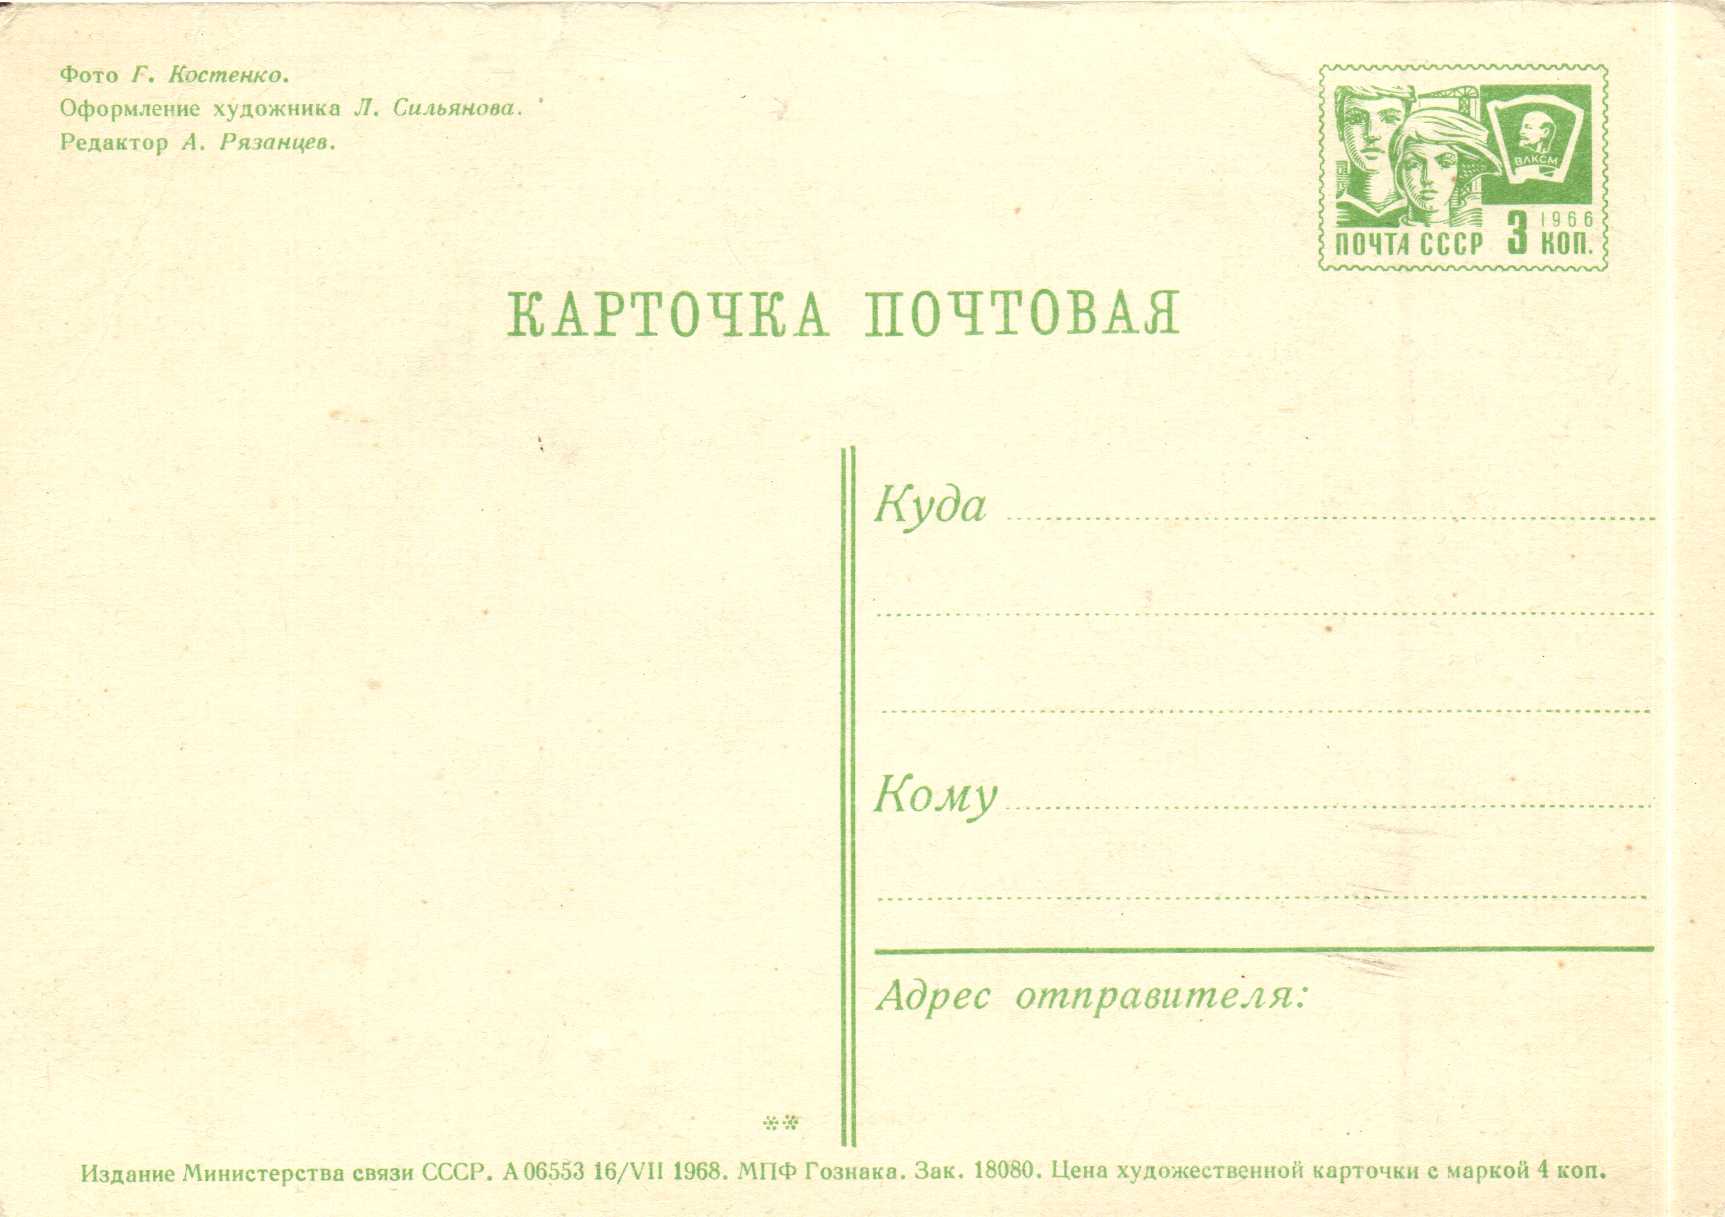 Фото Г. Костенко.
Оформление художника Л. Сильянова.
Редактор А. Рязанцев.
ВЛКСМ
1966
ПОЧТА СССР 3 КОП.
КАРТОЧКА ПОЧТОВАЯ
Куда
Кому
Адрес отправителя:
Издание Министерства связи СССР. А 06553 16/VII 1968. МПФ Гознака. Зак. 18080. Цена художественной карточки с маркой 4 коп.